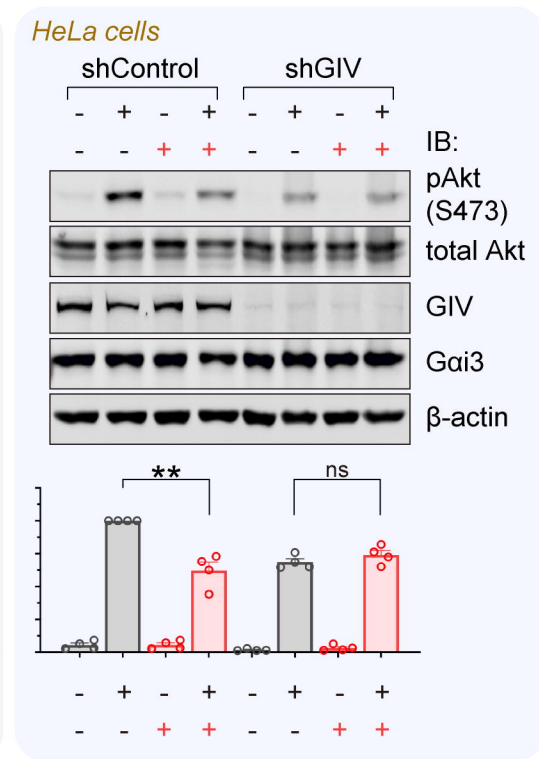 HeLa cells
shControl shGIV
- + - + - + - +
- - + + - - + + IB:
pAkt
(S473)
total Akt
GIV
Gαi3
β-actin
** ns
- + - + - + - +
- - + + - - + +